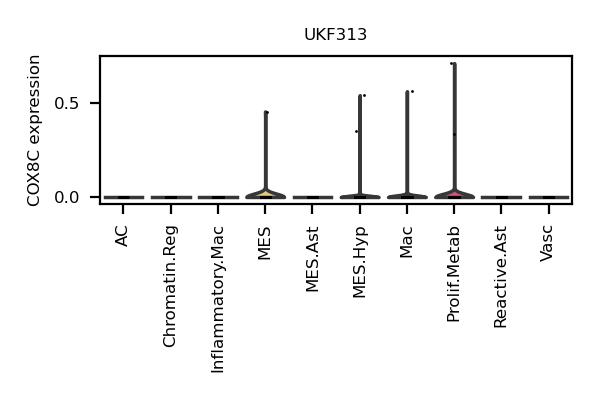 UKF313
COX8C expression
0.5
0.0
AC
Chromatin.Reg
Inflammatory.Mac
MES
MES.Ast
MES.Hyp
Mac
Prolif.Metab
Reactive.Ast
Vasc